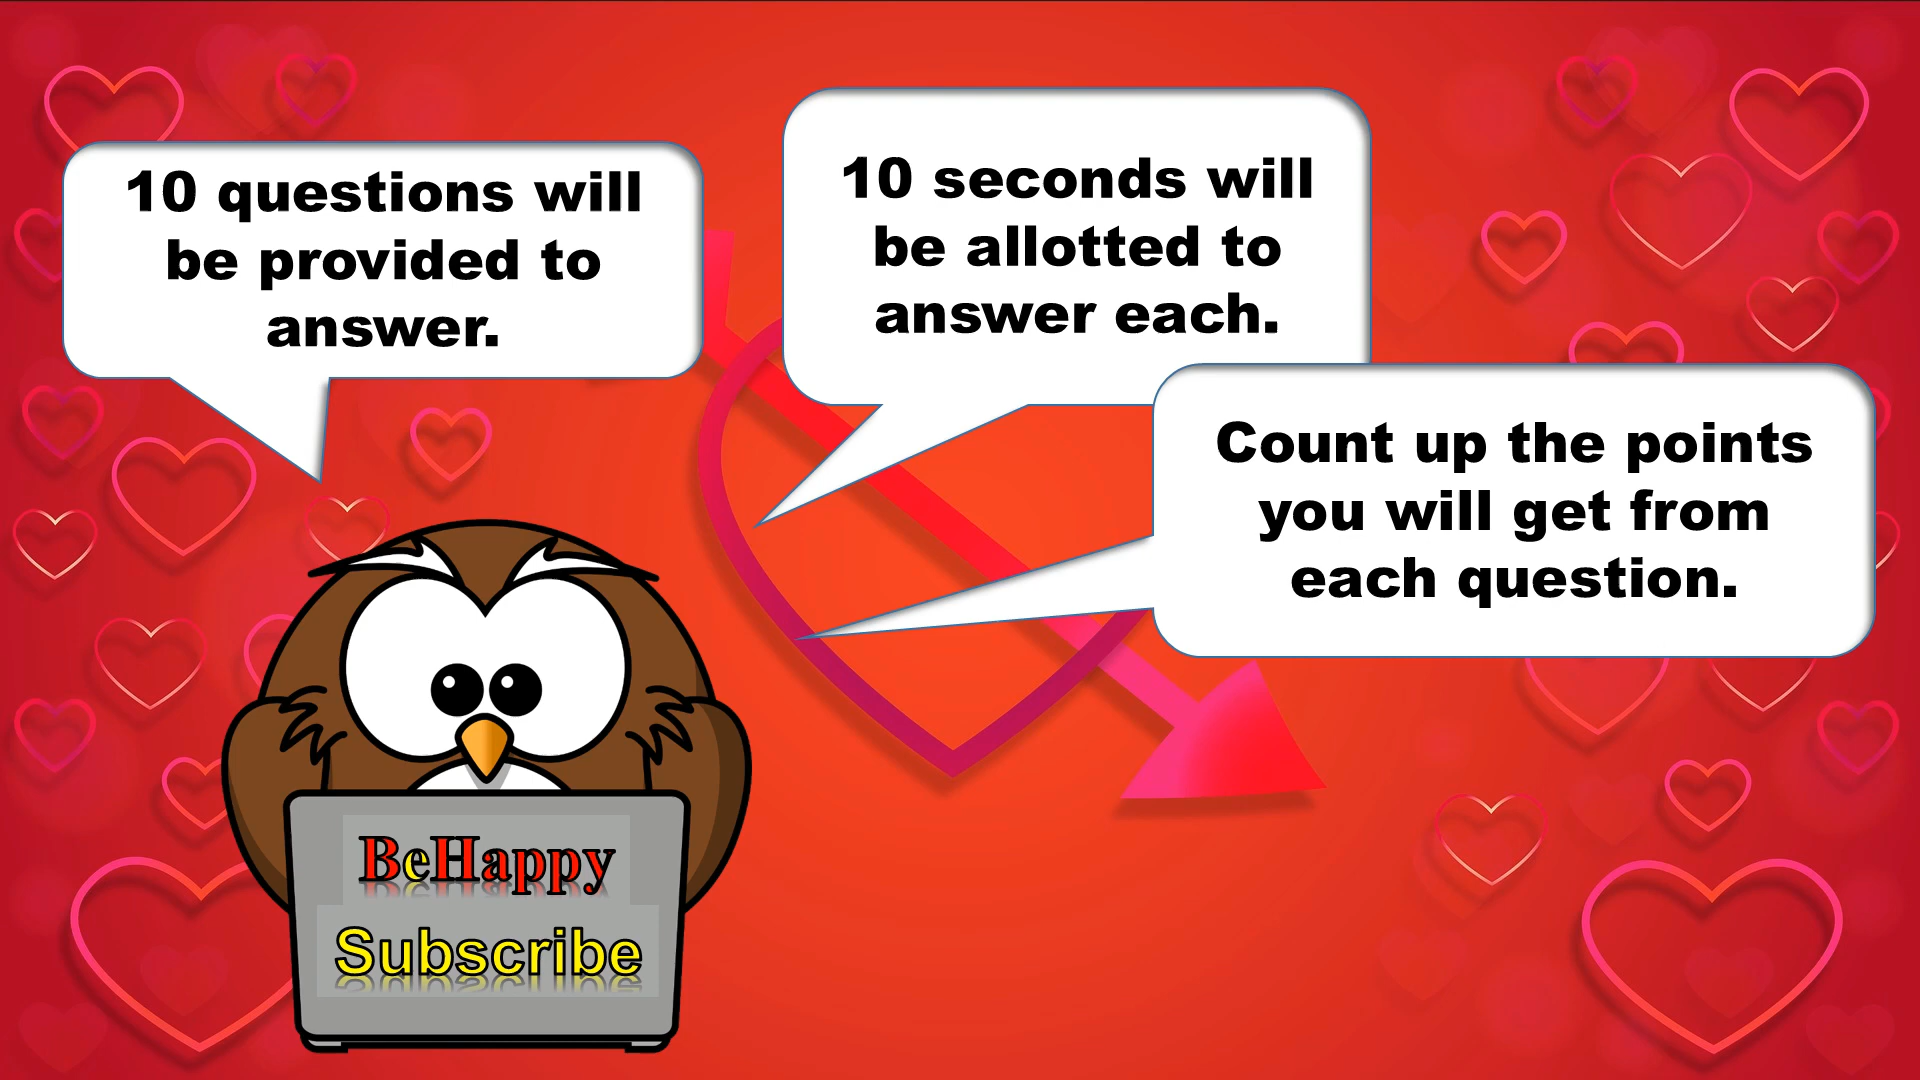 10 questions will
be provided to
answer.
10 seconds will
be allotted to
answer each.
Count up the points
you will get from
each question.
BeHappy
Subscribe